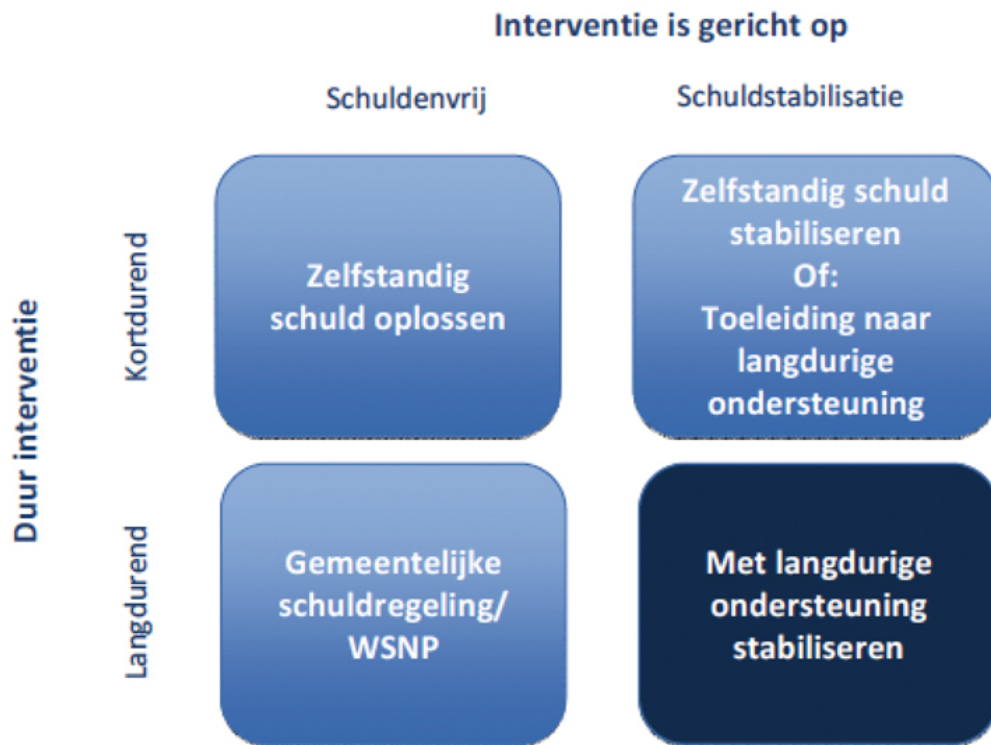 Interventie is gericht op
Schuldenvrij
Schuldstabilisatie
Duur interventie
Kortdurend
Zelfstandig
schuld oplossen
Zelfstandig schuld
stabiliseren
Of:
Toeleiding naar
langdurige
ondersteuning
Langdurend
Gemeentelijke
schuldregeling/
WSNP
Met langdurige
ondersteuning
stabiliseren